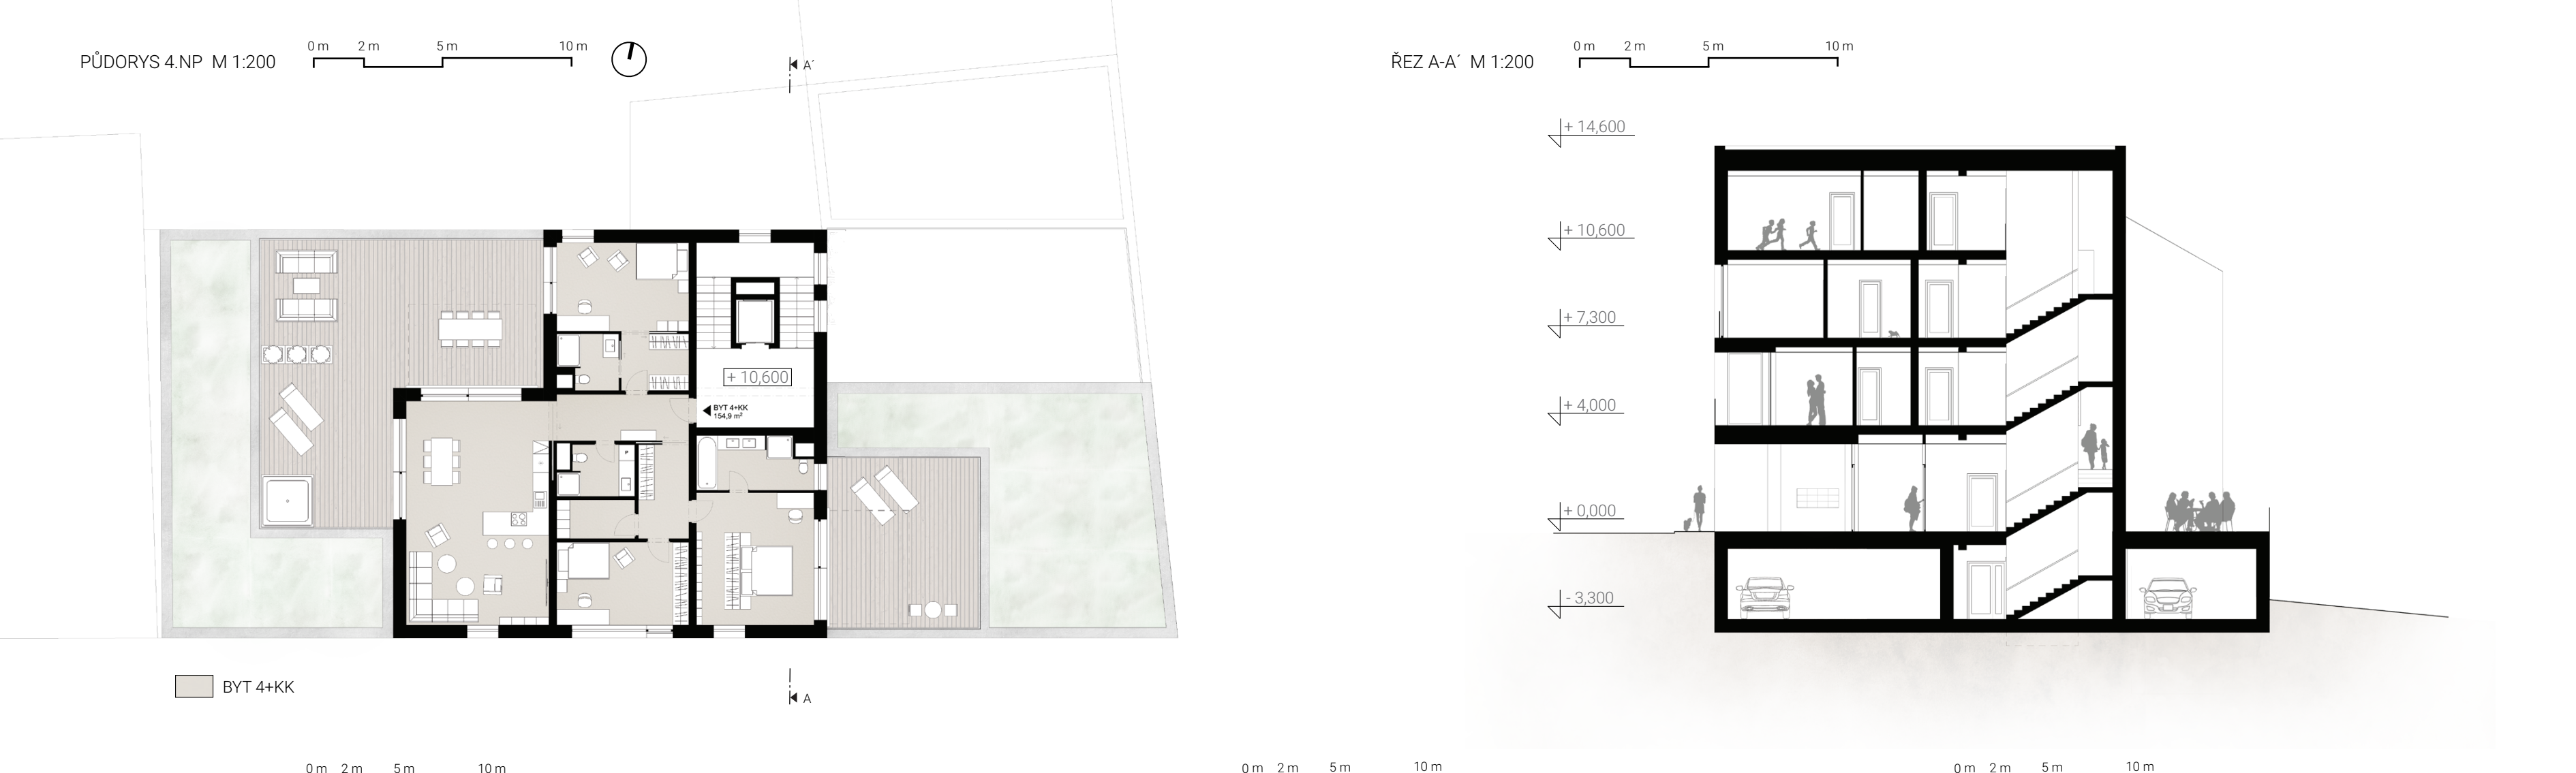 PŮDORYS 4.NP M 1:200
0 m 2 m 5 m 10 m
A´
ŘEZ A-A´ M 1:200
0 m 2 m 5 m 10 m
+ 14,600
+ 10,600
+ 7,300
+ 4,000
+ 0,000
- 3,300
+ 10,600
BYT 4+KK
154,9 m²
P
BYT 4+KK
A
0 m 2 m 5 m 10 m
0 m 2 m 5 m 10 m
0 m 2 m 5 m 10 m